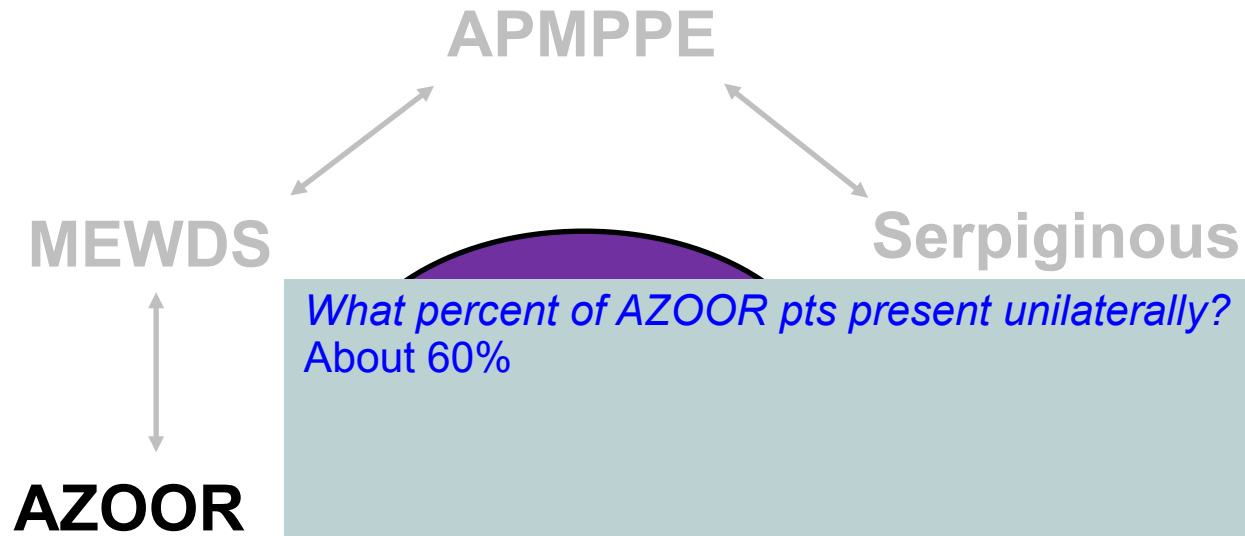 APMPPE
MEWDS
Serpiginous
What percent of AZOOR pts present unilaterally?
About 60%
AZOOR